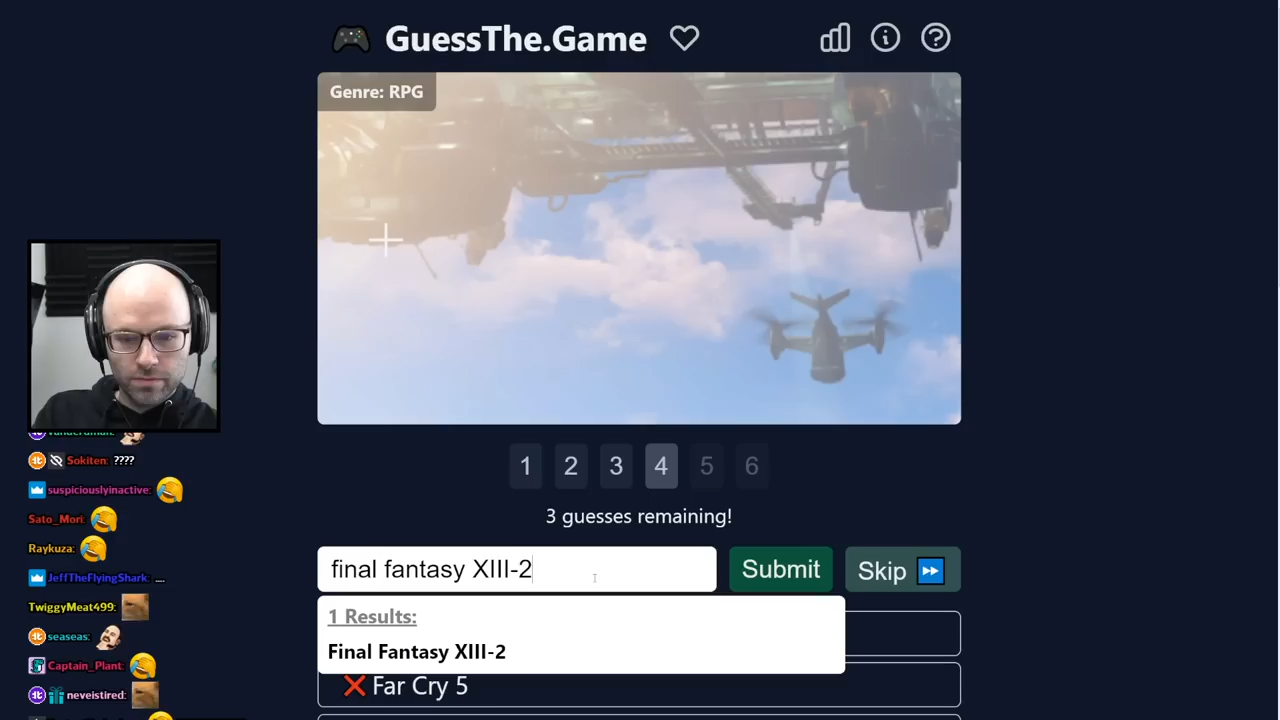 GuessThe.Game
Genre: RPG
1 2 3 4 5 6
3 guesses remaining!
final fantasy XIII-2
Submit
Skip
1 Results:
Final Fantasy XIII-2
Far Cry 5
Sokiten: ????
suspiciouslyinactive:
Sato_Mori:
Raykuza:
JeffTheFlyingShark: ....
TwiggyMeat499:
seaseas:
Captain_Plant:
neveistired: